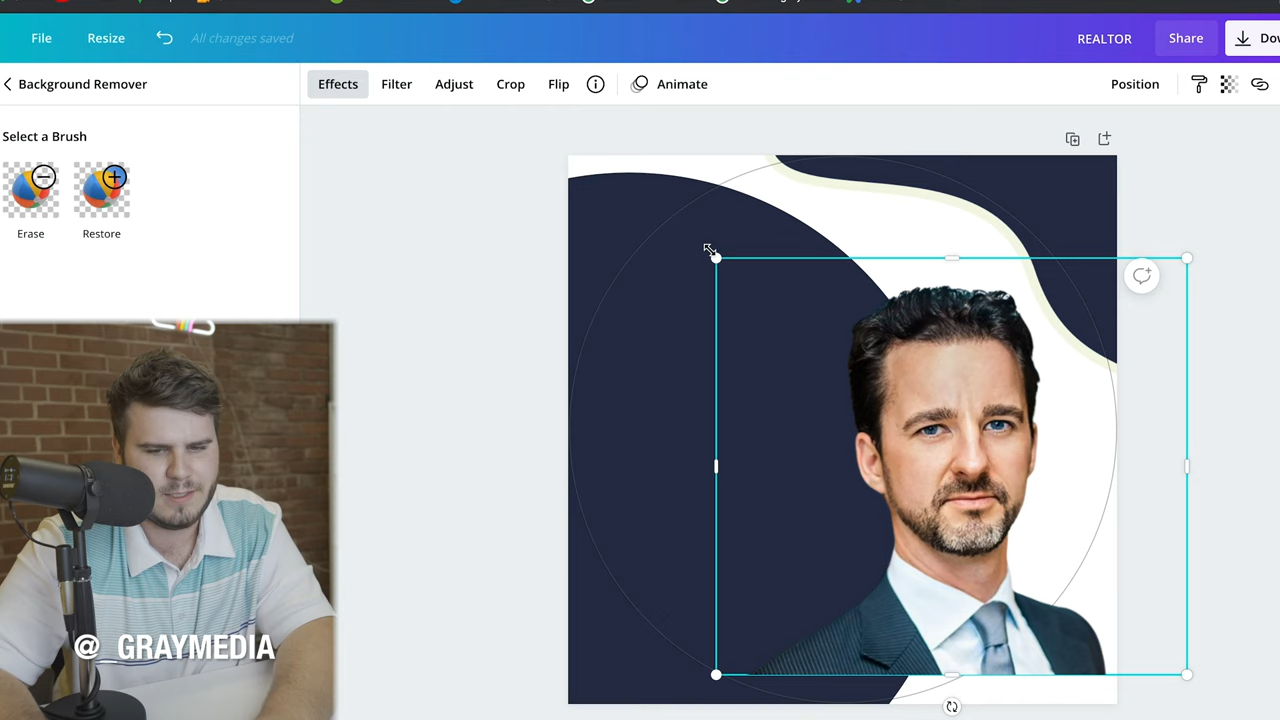 File Resize All changes saved REALTOR Share Dov
Background Remover Effects Filter Adjust Crop Flip Animate Position
Select a Brush
Erase Restore
@_GRAYMEDIA